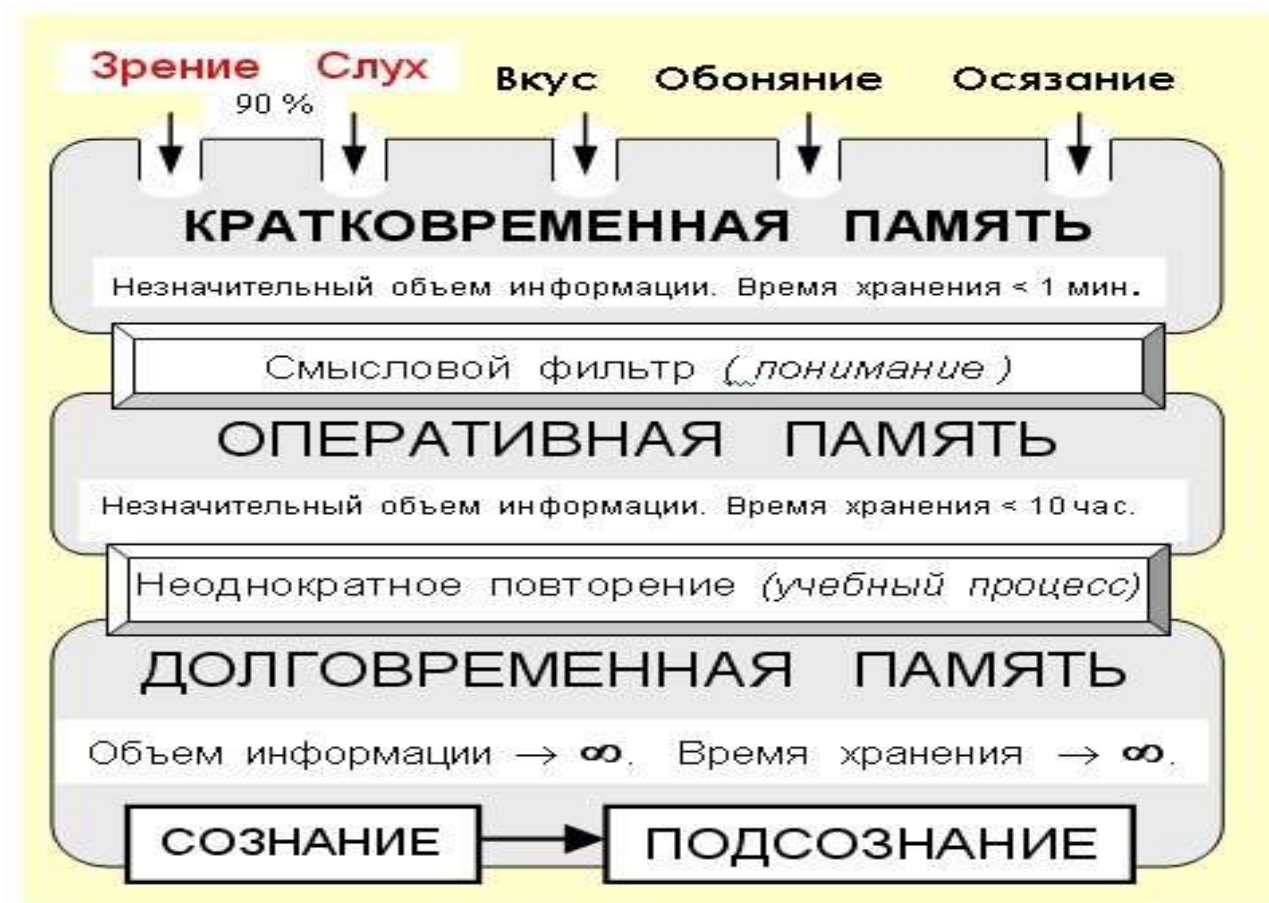 Зрение Слух Вкус Обоняние Осязание
90 %
КРАТКОВРЕМЕННАЯ ПАМЯТЬ
Незначительный объем информации. Время хранения < 1 мин.
Смысловой фильтр ( понимание )
ОПЕРАТИВНАЯ ПАМЯТЬ
Незначительный объем информации. Время хранения < 10 час.
Неоднократное повторение (учебный процесс)
ДОЛГОВРЕМЕННАЯ ПАМЯТЬ
Объем информации → ∞. Время хранения → ∞.
СОЗНАНИЕ ПОДСОЗНАНИЕ